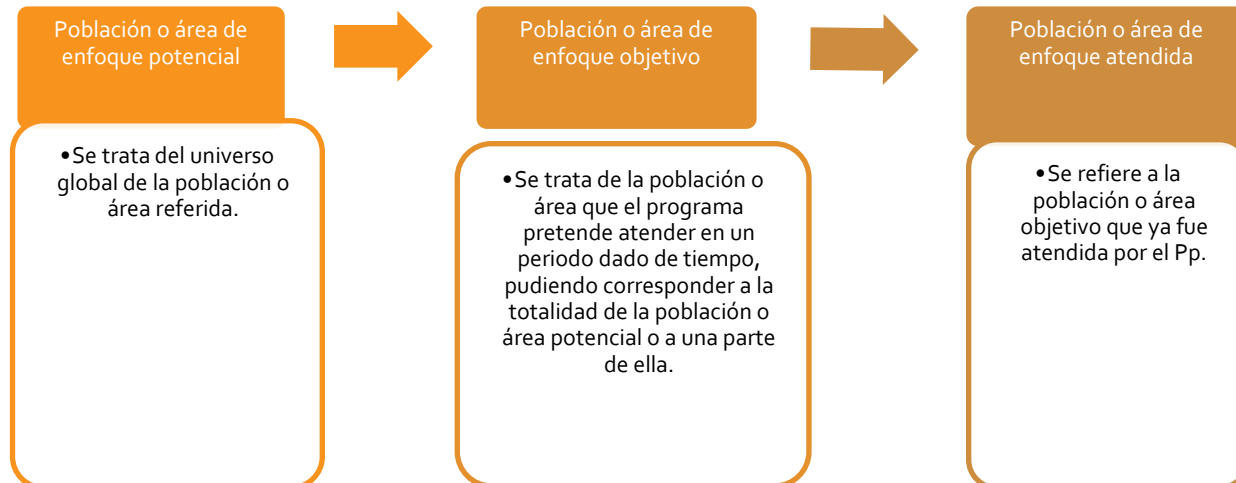 Población o área de
enfoque potencial
•Se trata del universo
global de la población o
área referida.
Población o área de
enfoque objetivo
•Se trata de la población o
área que el programa
pretende atender en un
periodo dado de tiempo,
pudiendo corresponder a la
totalidad de la población o
área potencial o a una parte
de ella.
Población o área de
enfoque atendida
•Se refiere a la
población o área
objetivo que ya fue
atendida por el Pp.